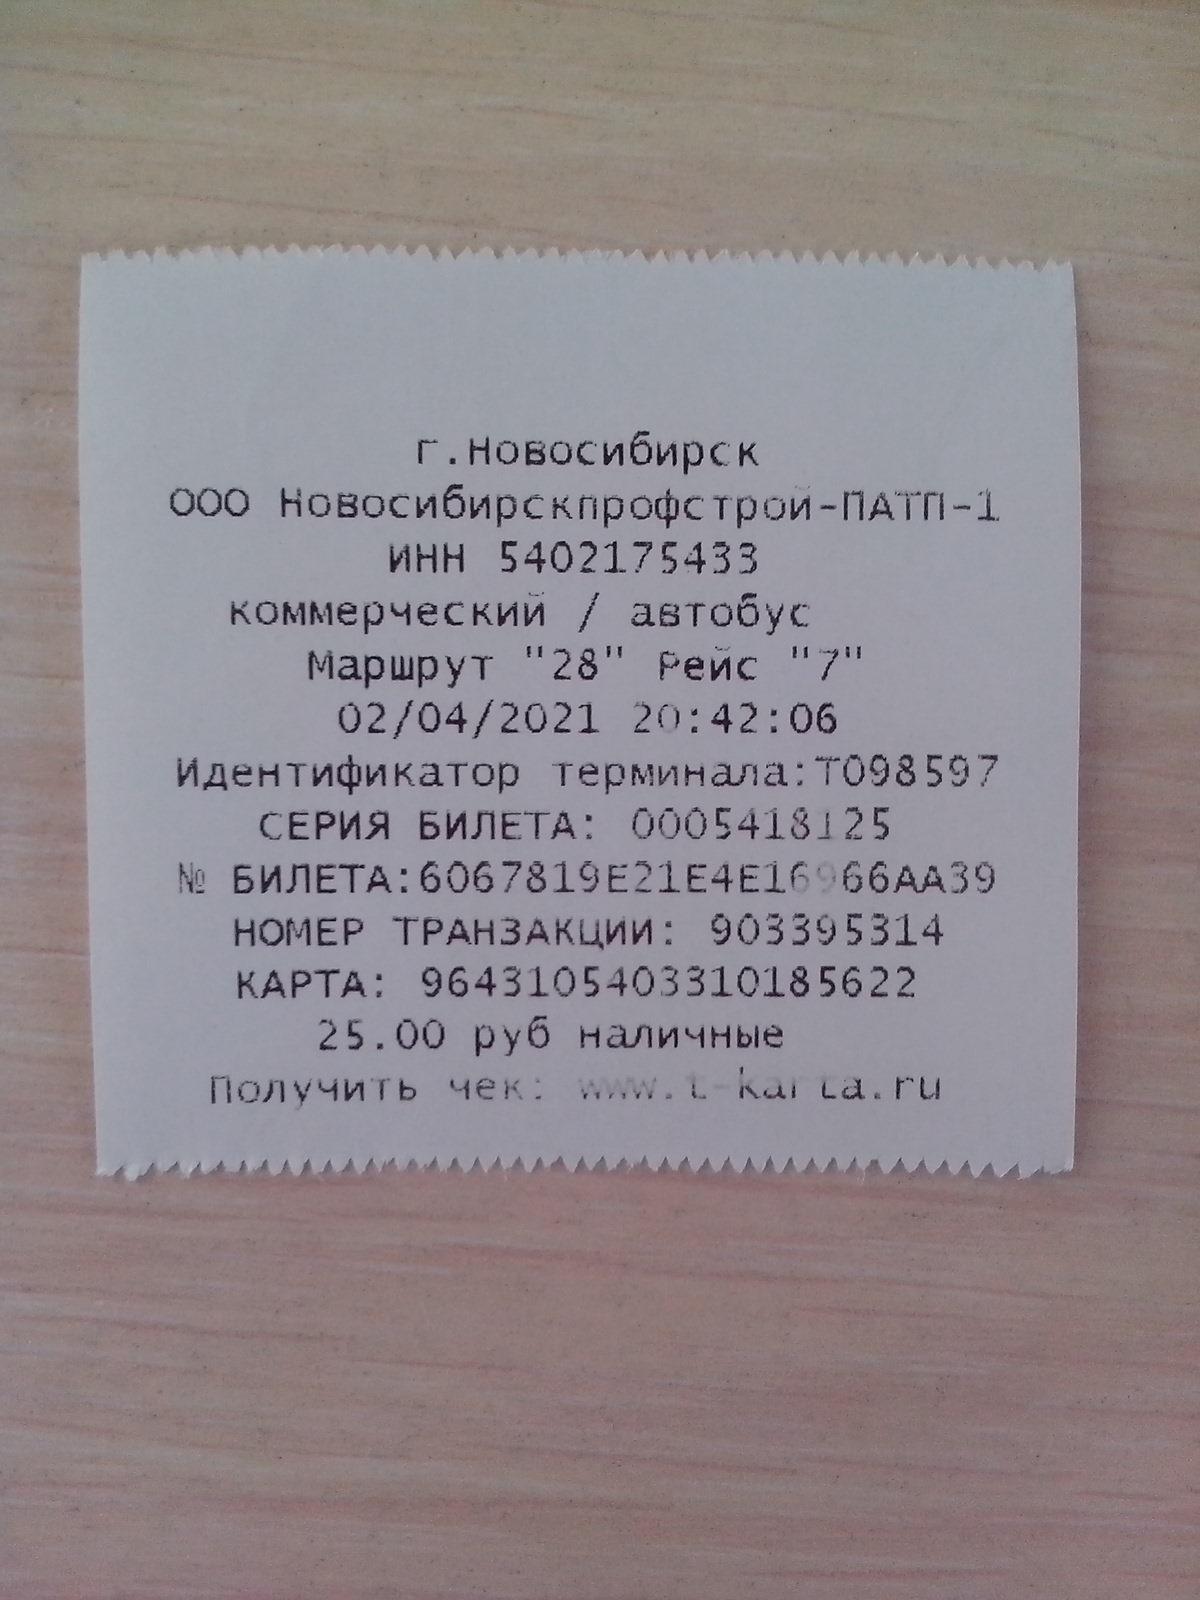 г.Новосибирск
ООО Новосибирскпрофстрой-ПАТП-1
ИНН 5402175433
коммерческий / автобус
Маршрут "28" Рейс "7"
02/04/2021 20:42:06
Идентификатор терминала:T098597
СЕРИЯ БИЛЕТА: 0005418125
№ БИЛЕТА:6067819E21E4E16966AA39
НОМЕР ТРАНЗАКЦИИ: 903395314
КАРТА: 9643105403310185622
25.00 руб наличные
Получить чек: www.t-karta.ru